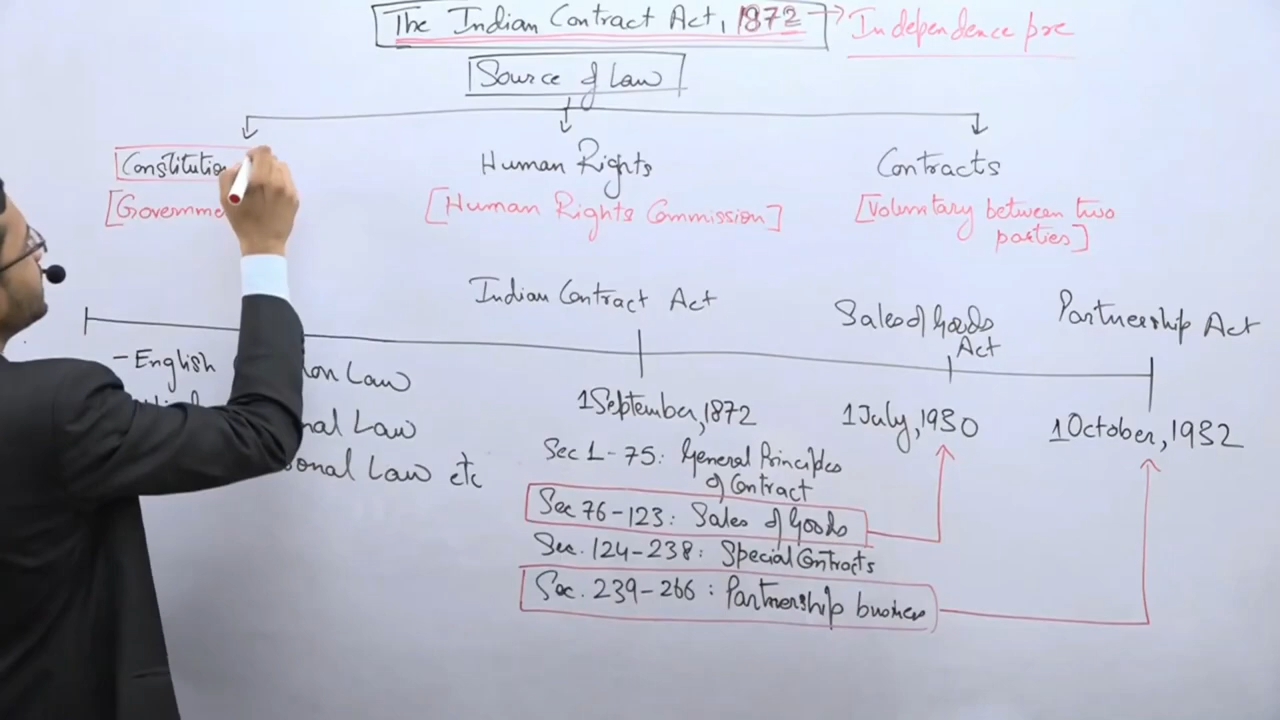 The Indian Contract Act, 1872 → Independence pre
Source of Law
Constitutio
Human Rights
Contracts
[Governme
[Human Rights Commission]
[Voluntary between two
parties]
Indian Contract Act
Sales of Goods
Act
Partnership Act
- English on Law
nal Law
onal Law etc
1 September, 1872
1 July, 1930
1 October, 1932
Sec 1 - 75: General Principles
of Contract
Sec 76 - 123: Sales of Goods
Sec. 124 - 238: Special Contracts
Sec. 239 - 266: Partnership business